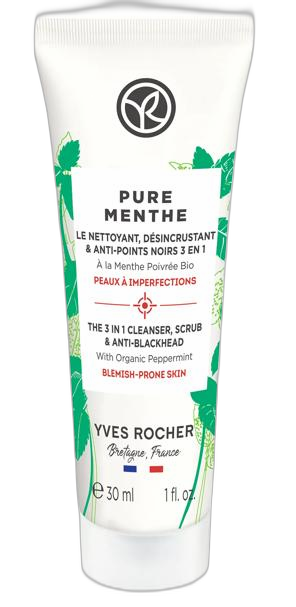 PURE
MENTHE
LE NETTOYANT, DÉSINCRUSTANT
& ANTI-POINTS NOIRS 3 EN 1
À la Menthe Poivrée Bio
PEAUX À IMPERFECTIONS
THE 3 IN 1 CLEANSER, SCRUB
& ANTI-BLACKHEAD
With Organic Peppermint
BLEMISH-PRONE SKIN
YVES ROCHER
Bretagne, France
℮ 30 ml 1 fl. oz.